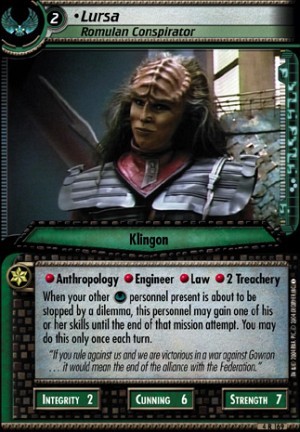 2
•Lursa
Romulan Conspirator
Klingon
•Anthropology •Engineer •Law •2 Treachery
When your other personnel present is about to be
stopped by a dilemma, this personnel may gain one of
his or her skills until the end of that mission attempt. You may
do this only once each turn.
"If you rule against us and we are victorious in a war against Gowron
... it would mean the end of the alliance with the Federation."
INTEGRITY 2
CUNNING 6
STRENGTH 7